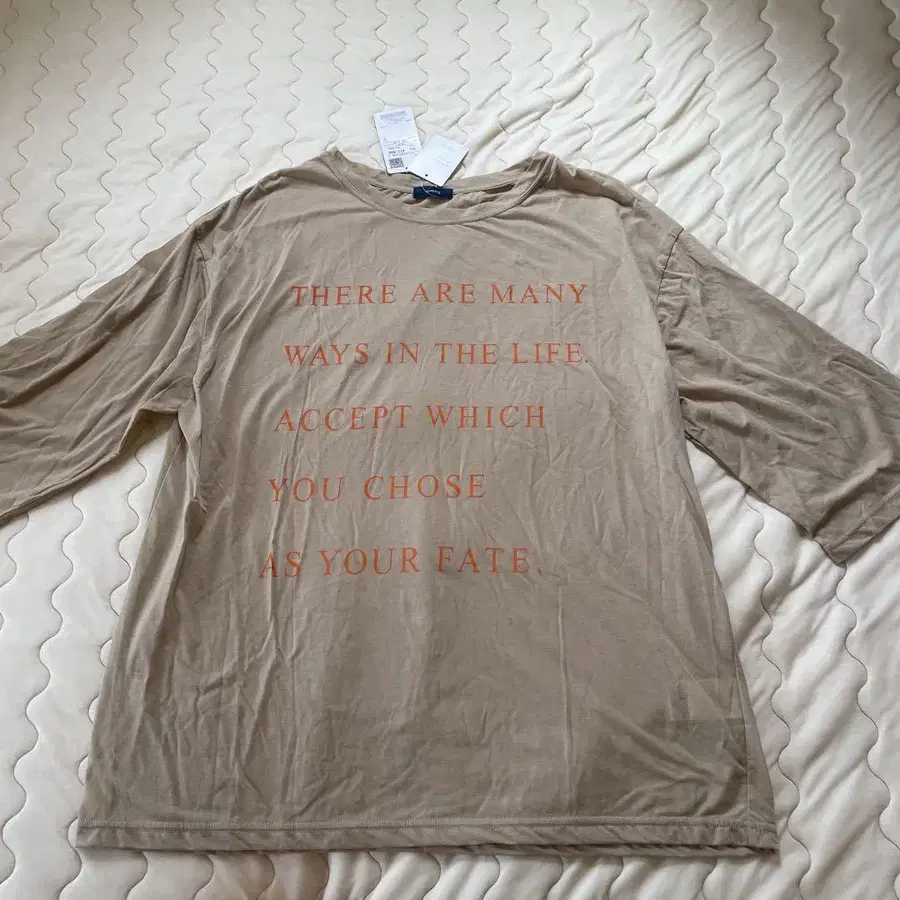 THERE ARE MANY
WAYS IN THE LIFE.
ACCEPT WHICH
YOU CHOSE
AS YOUR FATE.